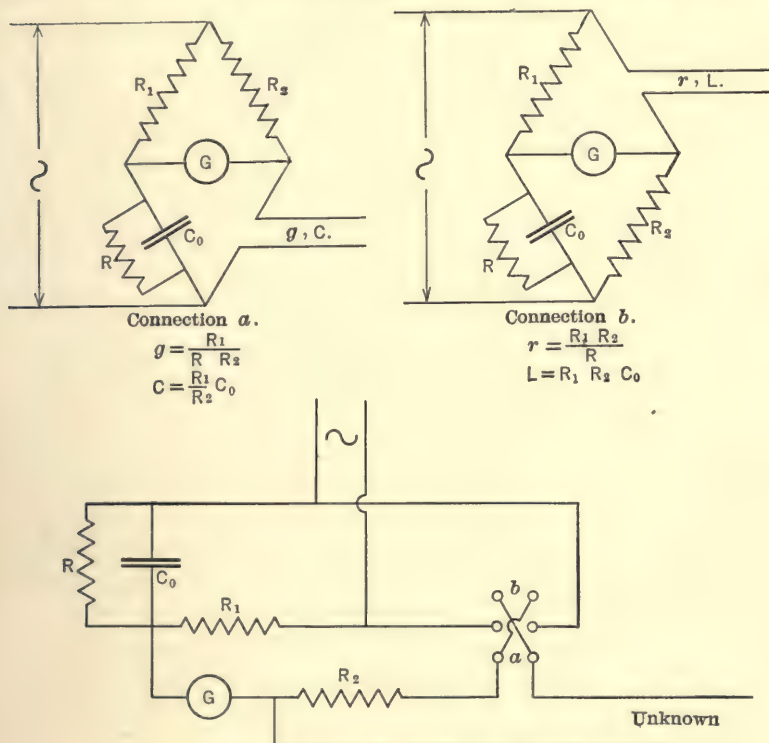 R₁ R₂
G
C₀
R
g, C.
Connection a.
g = R₁ / R R₂
C = R₁ / R₂ C₀
R₁
r, L.
G
C₀
R
R₂
Connection b.
r = R₁ R₂ / R
L = R₁ R₂ C₀
R
C₀
R₁
b
a
G
R₂
Unknown